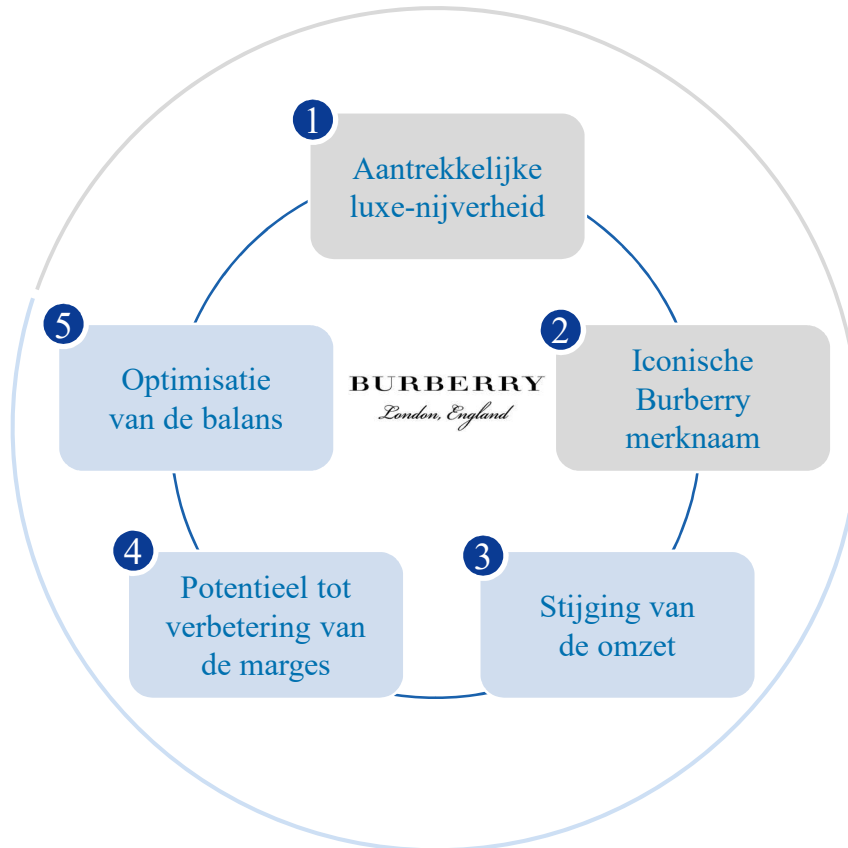 1
Aantrekkelijke
luxe-nijverheid
2
Iconische
Burberry
merknaam
3
Stijging van
de omzet
4
Potentieel tot
verbetering van
de marges
5
Optimisatie
van de balans
BURBERRY
London, England